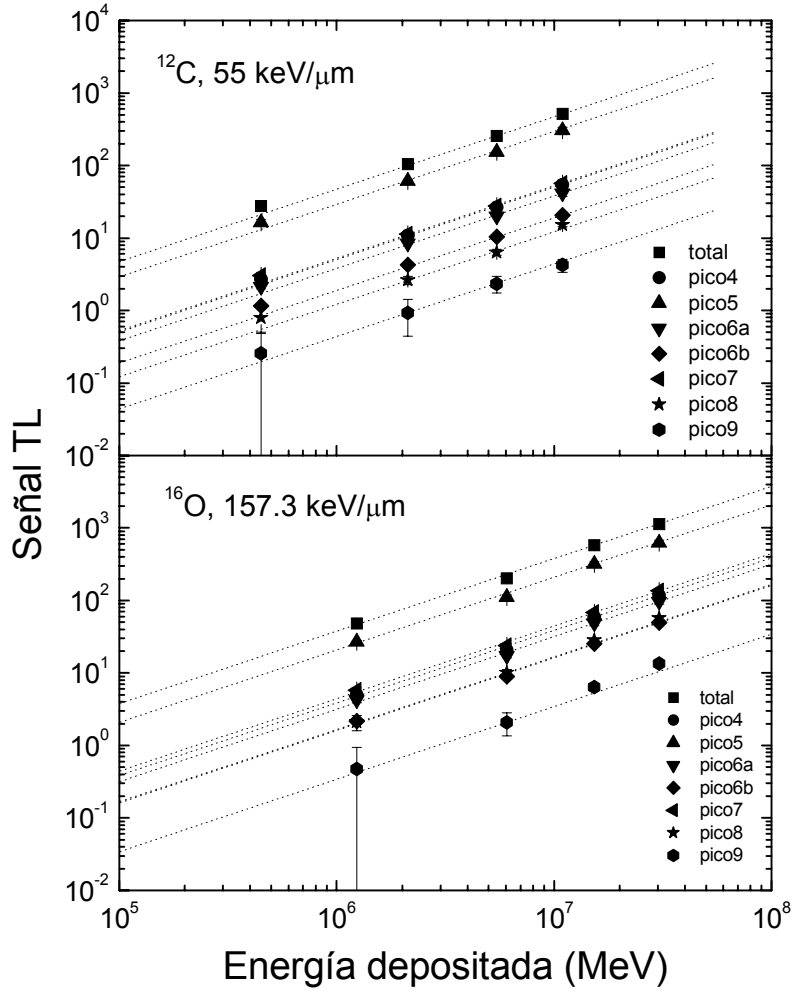 10^4
^12C, 55 keV/μm
10^3
10^2
10^1
10^0
10^-1
10^-2
total
pico4
pico5
pico6a
pico6b
pico7
pico8
pico9
Señal TL
^16O, 157.3 keV/μm
10^3
10^2
10^1
10^0
10^-1
10^-2
total
pico4
pico5
pico6a
pico6b
pico7
pico8
pico9
10^5 10^6 10^7 10^8
Energía depositada (MeV)